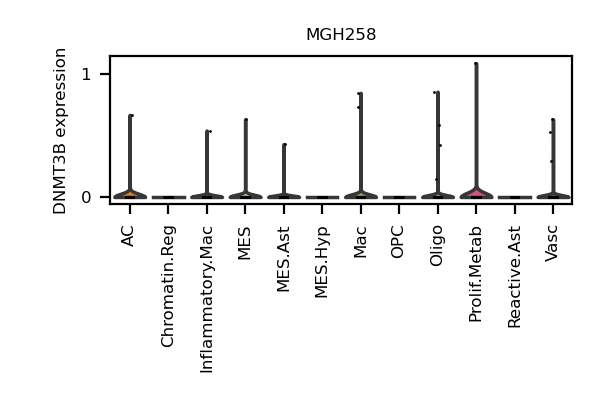 MGH258
DNMT3B expression
1
0
AC
Chromatin.Reg
Inflammatory.Mac
MES
MES.Ast
MES.Hyp
Mac
OPC
Oligo
Prolif.Metab
Reactive.Ast
Vasc